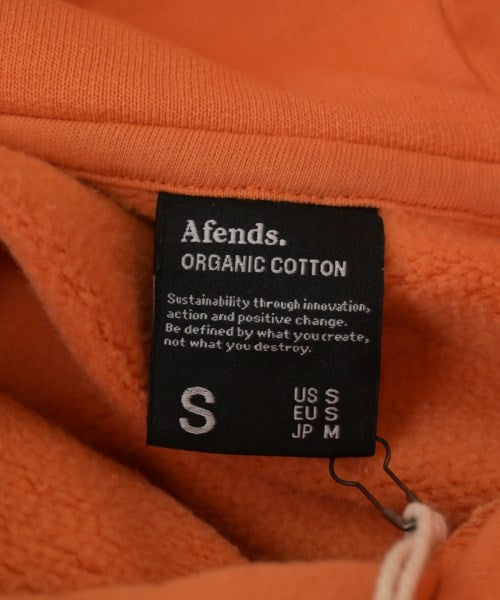 Afends.
ORGANIC COTTON
Sustainability through innovation,
action and positive change.
Be defined by what you create,
not what you destroy.
S
US S
EU S
JP M